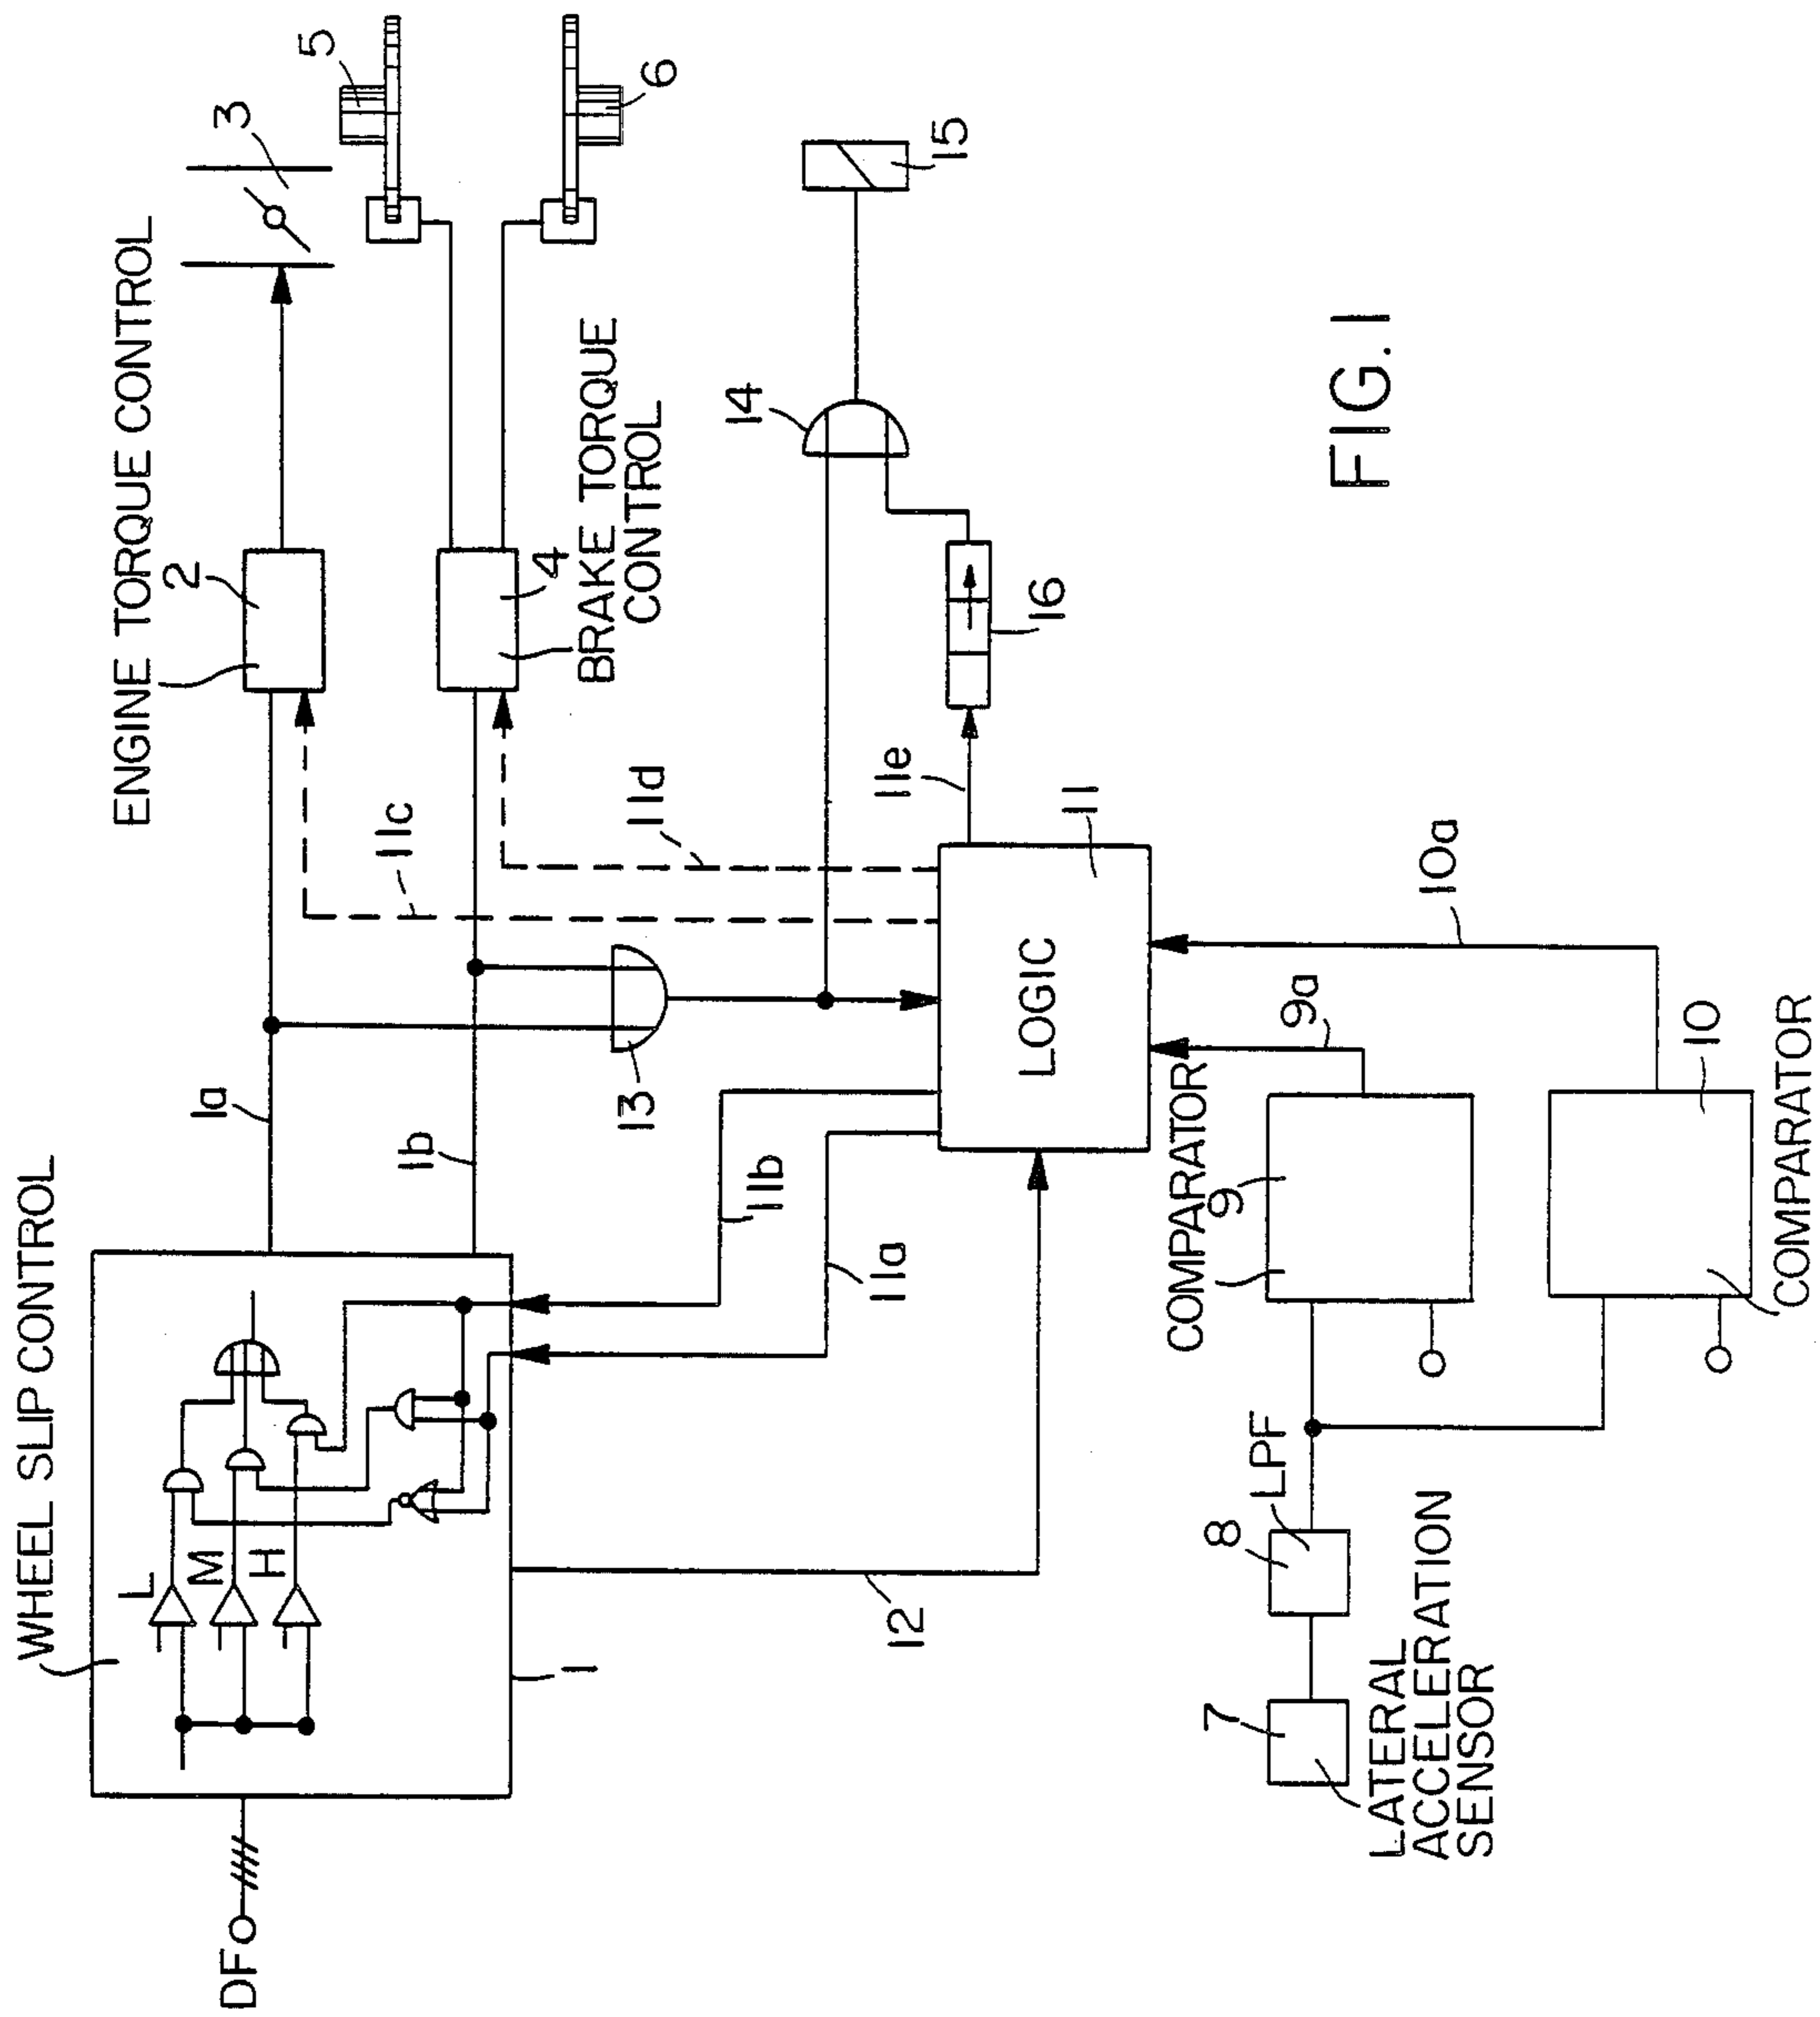 FIG. 1
WHEEL SLIP CONTROL
ENGINE TORQUE CONTROL
2
3
5
6
1a
1b
L
M
H
DF
1
4
BRAKE TORQUE
CONTROL
11c
11d
13
14
15
11b
11a
11e
16
12
LOGIC
11
7
LATERAL
ACCELERATION
SENSOR
8
LPF
COMPARATOR
9
9a
10a
10
COMPARATOR